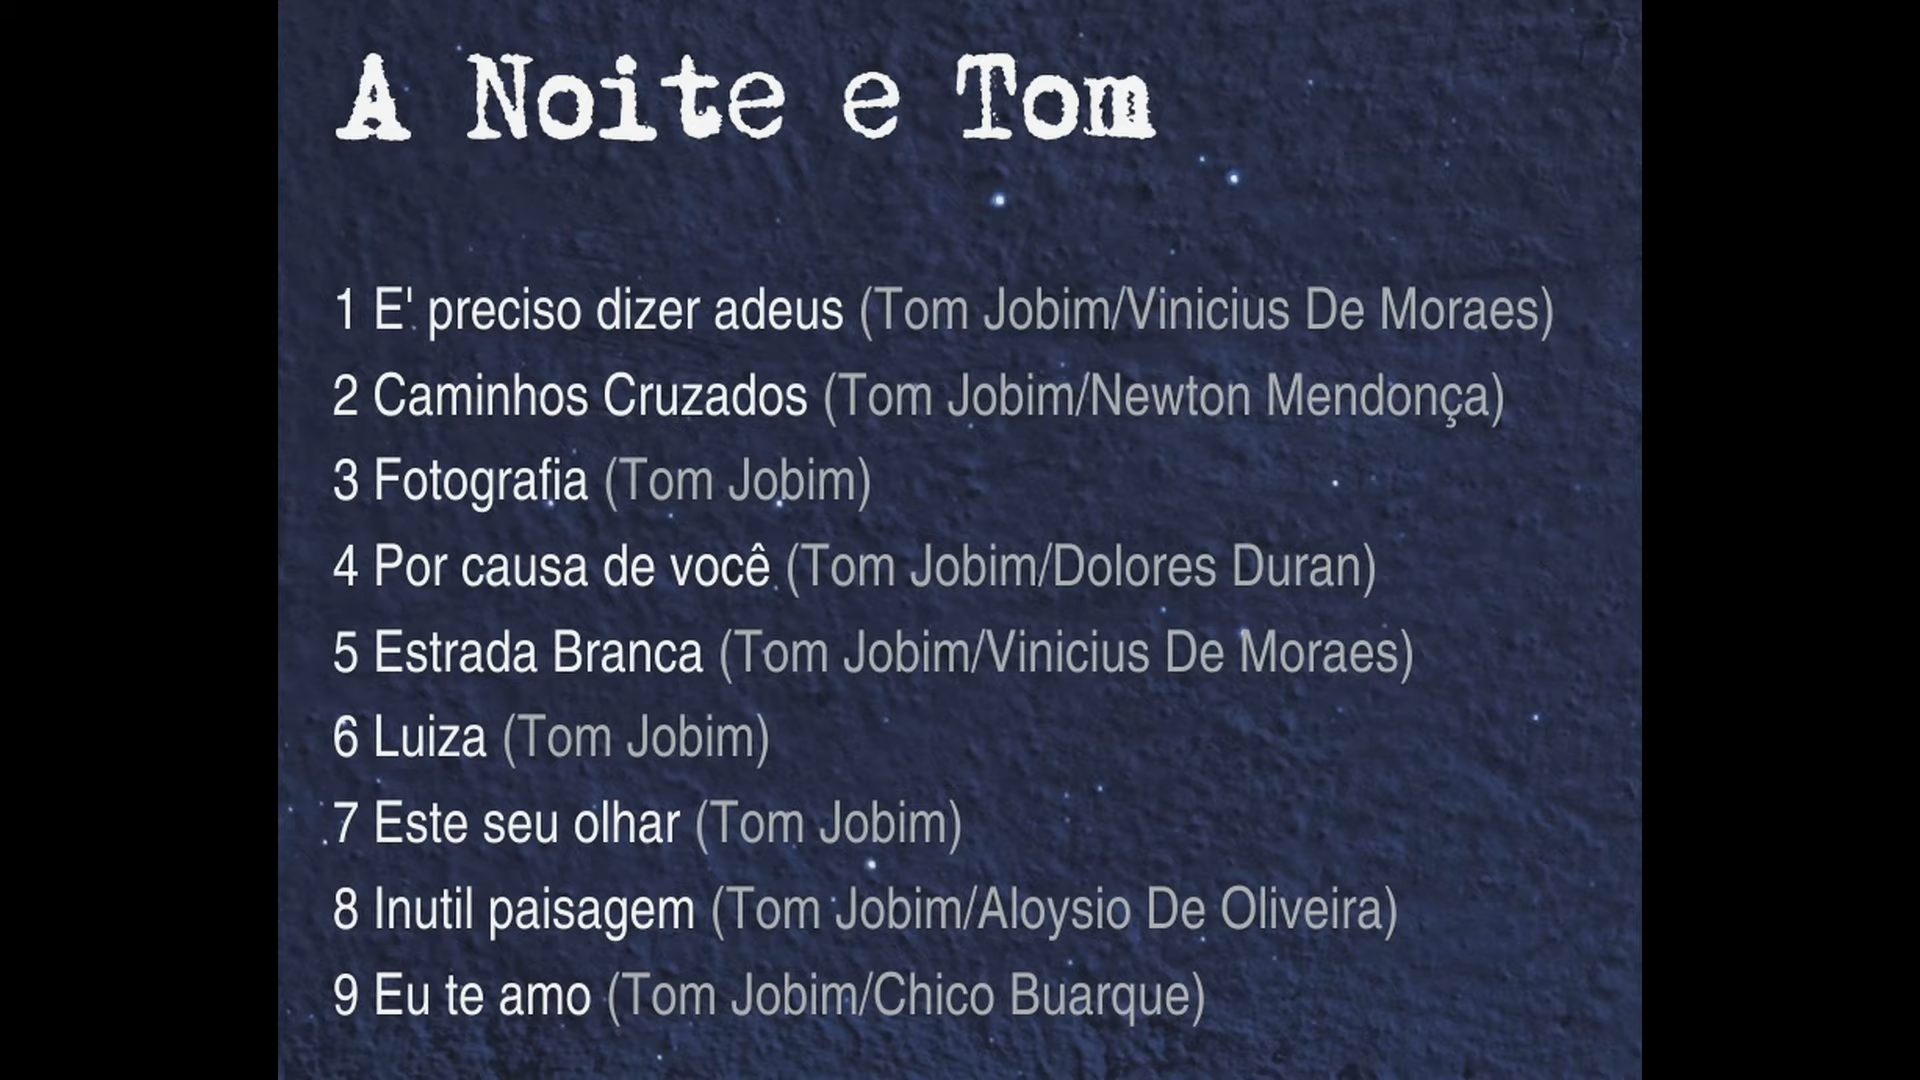 A Noite e Tom
1 E' preciso dizer adeus (Tom Jobim/Vinicius De Moraes)
2 Caminhos Cruzados (Tom Jobim/Newton Mendonça)
3 Fotografia (Tom Jobim)
4 Por causa de você (Tom Jobim/Dolores Duran)
5 Estrada Branca (Tom Jobim/Vinicius De Moraes)
6 Luiza (Tom Jobim)
7 Este seu olhar (Tom Jobim)
8 Inutil paisagem (Tom Jobim/Aloysio De Oliveira)
9 Eu te amo (Tom Jobim/Chico Buarque)